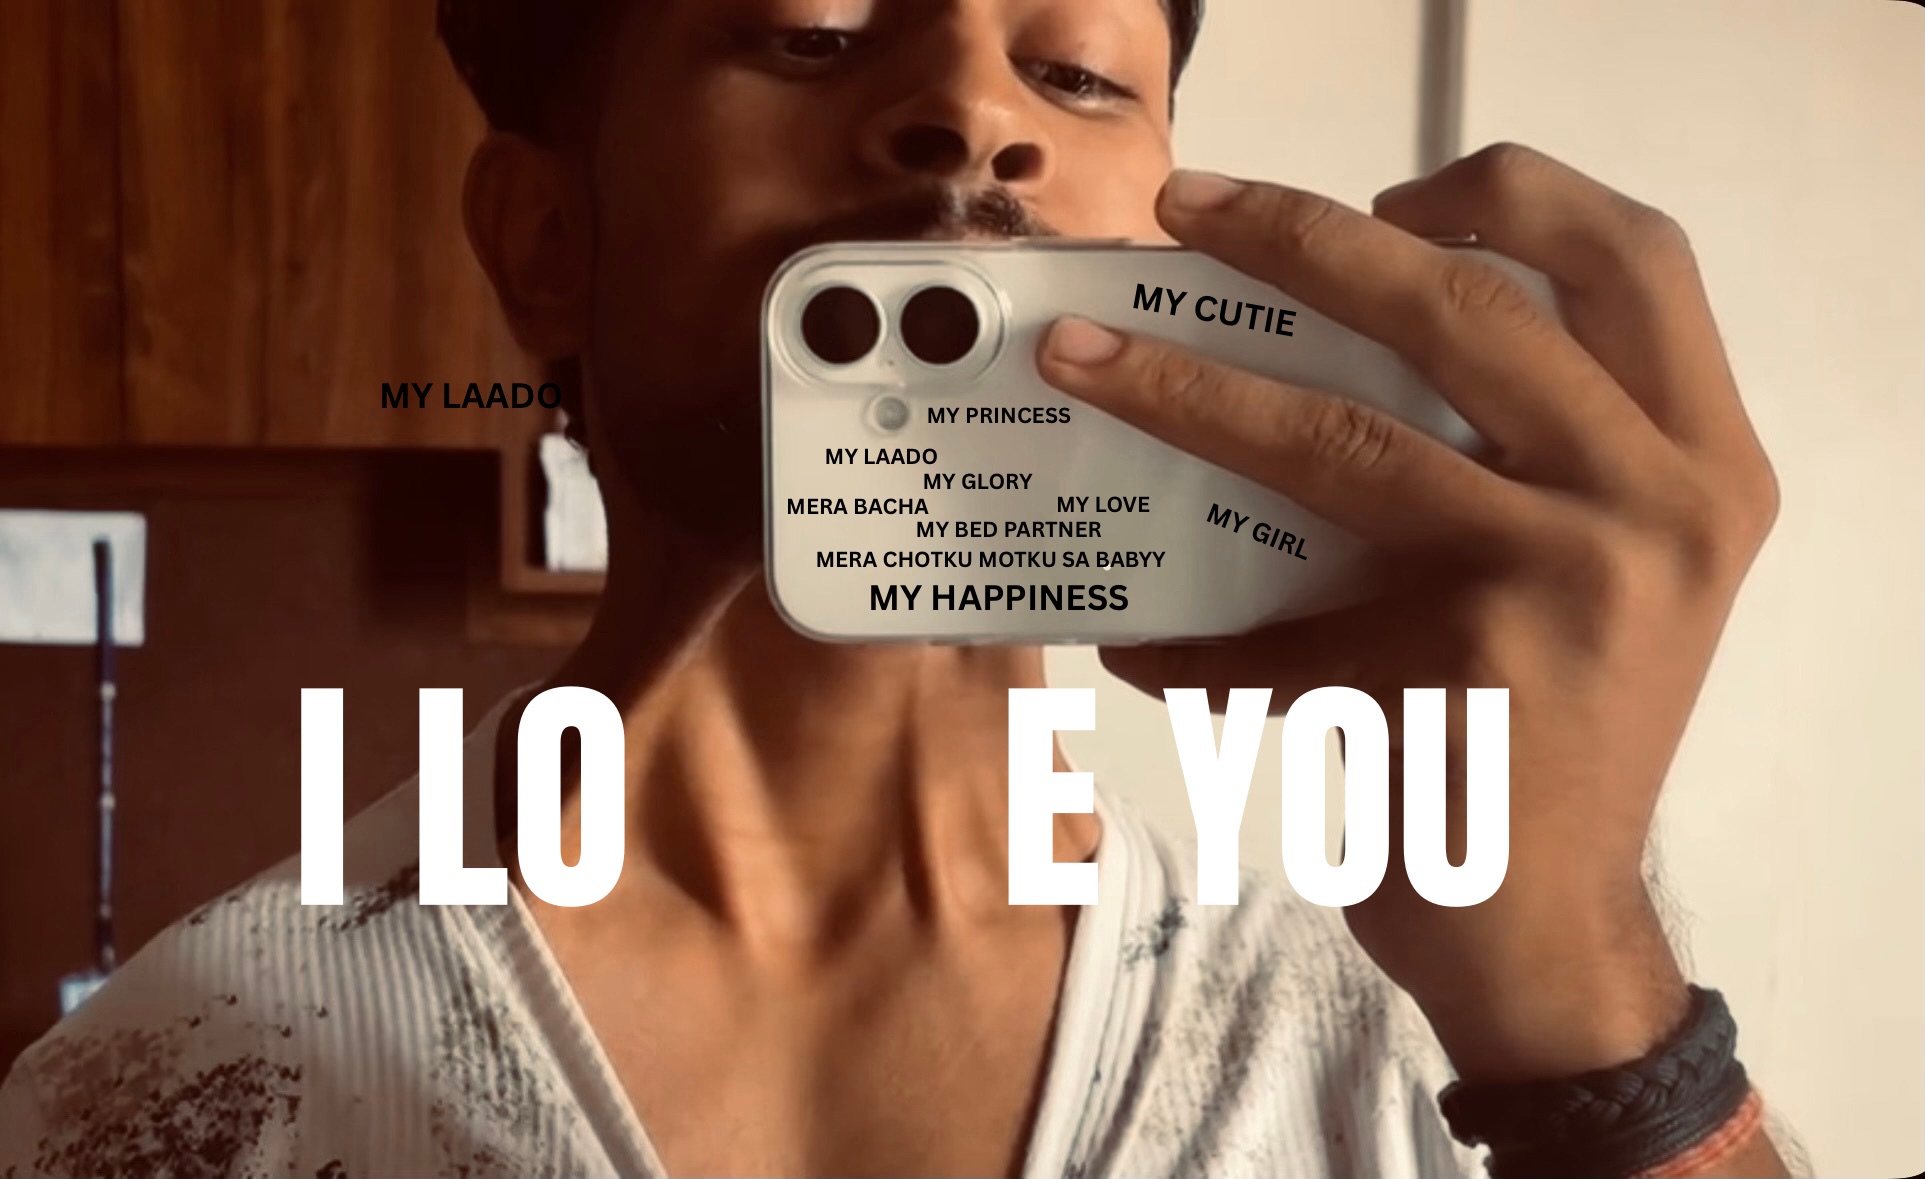 MY CUTIE
MY LAADO
MY PRINCESS
MY LAADO
MY GLORY
MERA BACHA
MY LOVE
MY GIRL
MY BED PARTNER
MERA CHOTKU MOTKU SA BABYY
MY HAPPINESS
I LO E YOU